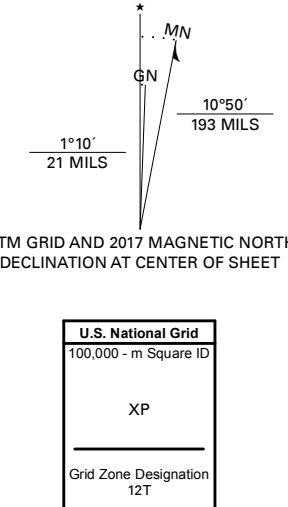 ★
MN
GN
10°50´
193 MILS
1°10´
21 MILS
TM GRID AND 2017 MAGNETIC NORTH
DECLINATION AT CENTER OF SHEET
U.S. National Grid
100,000 - m Square ID
XP
Grid Zone Designation
12T